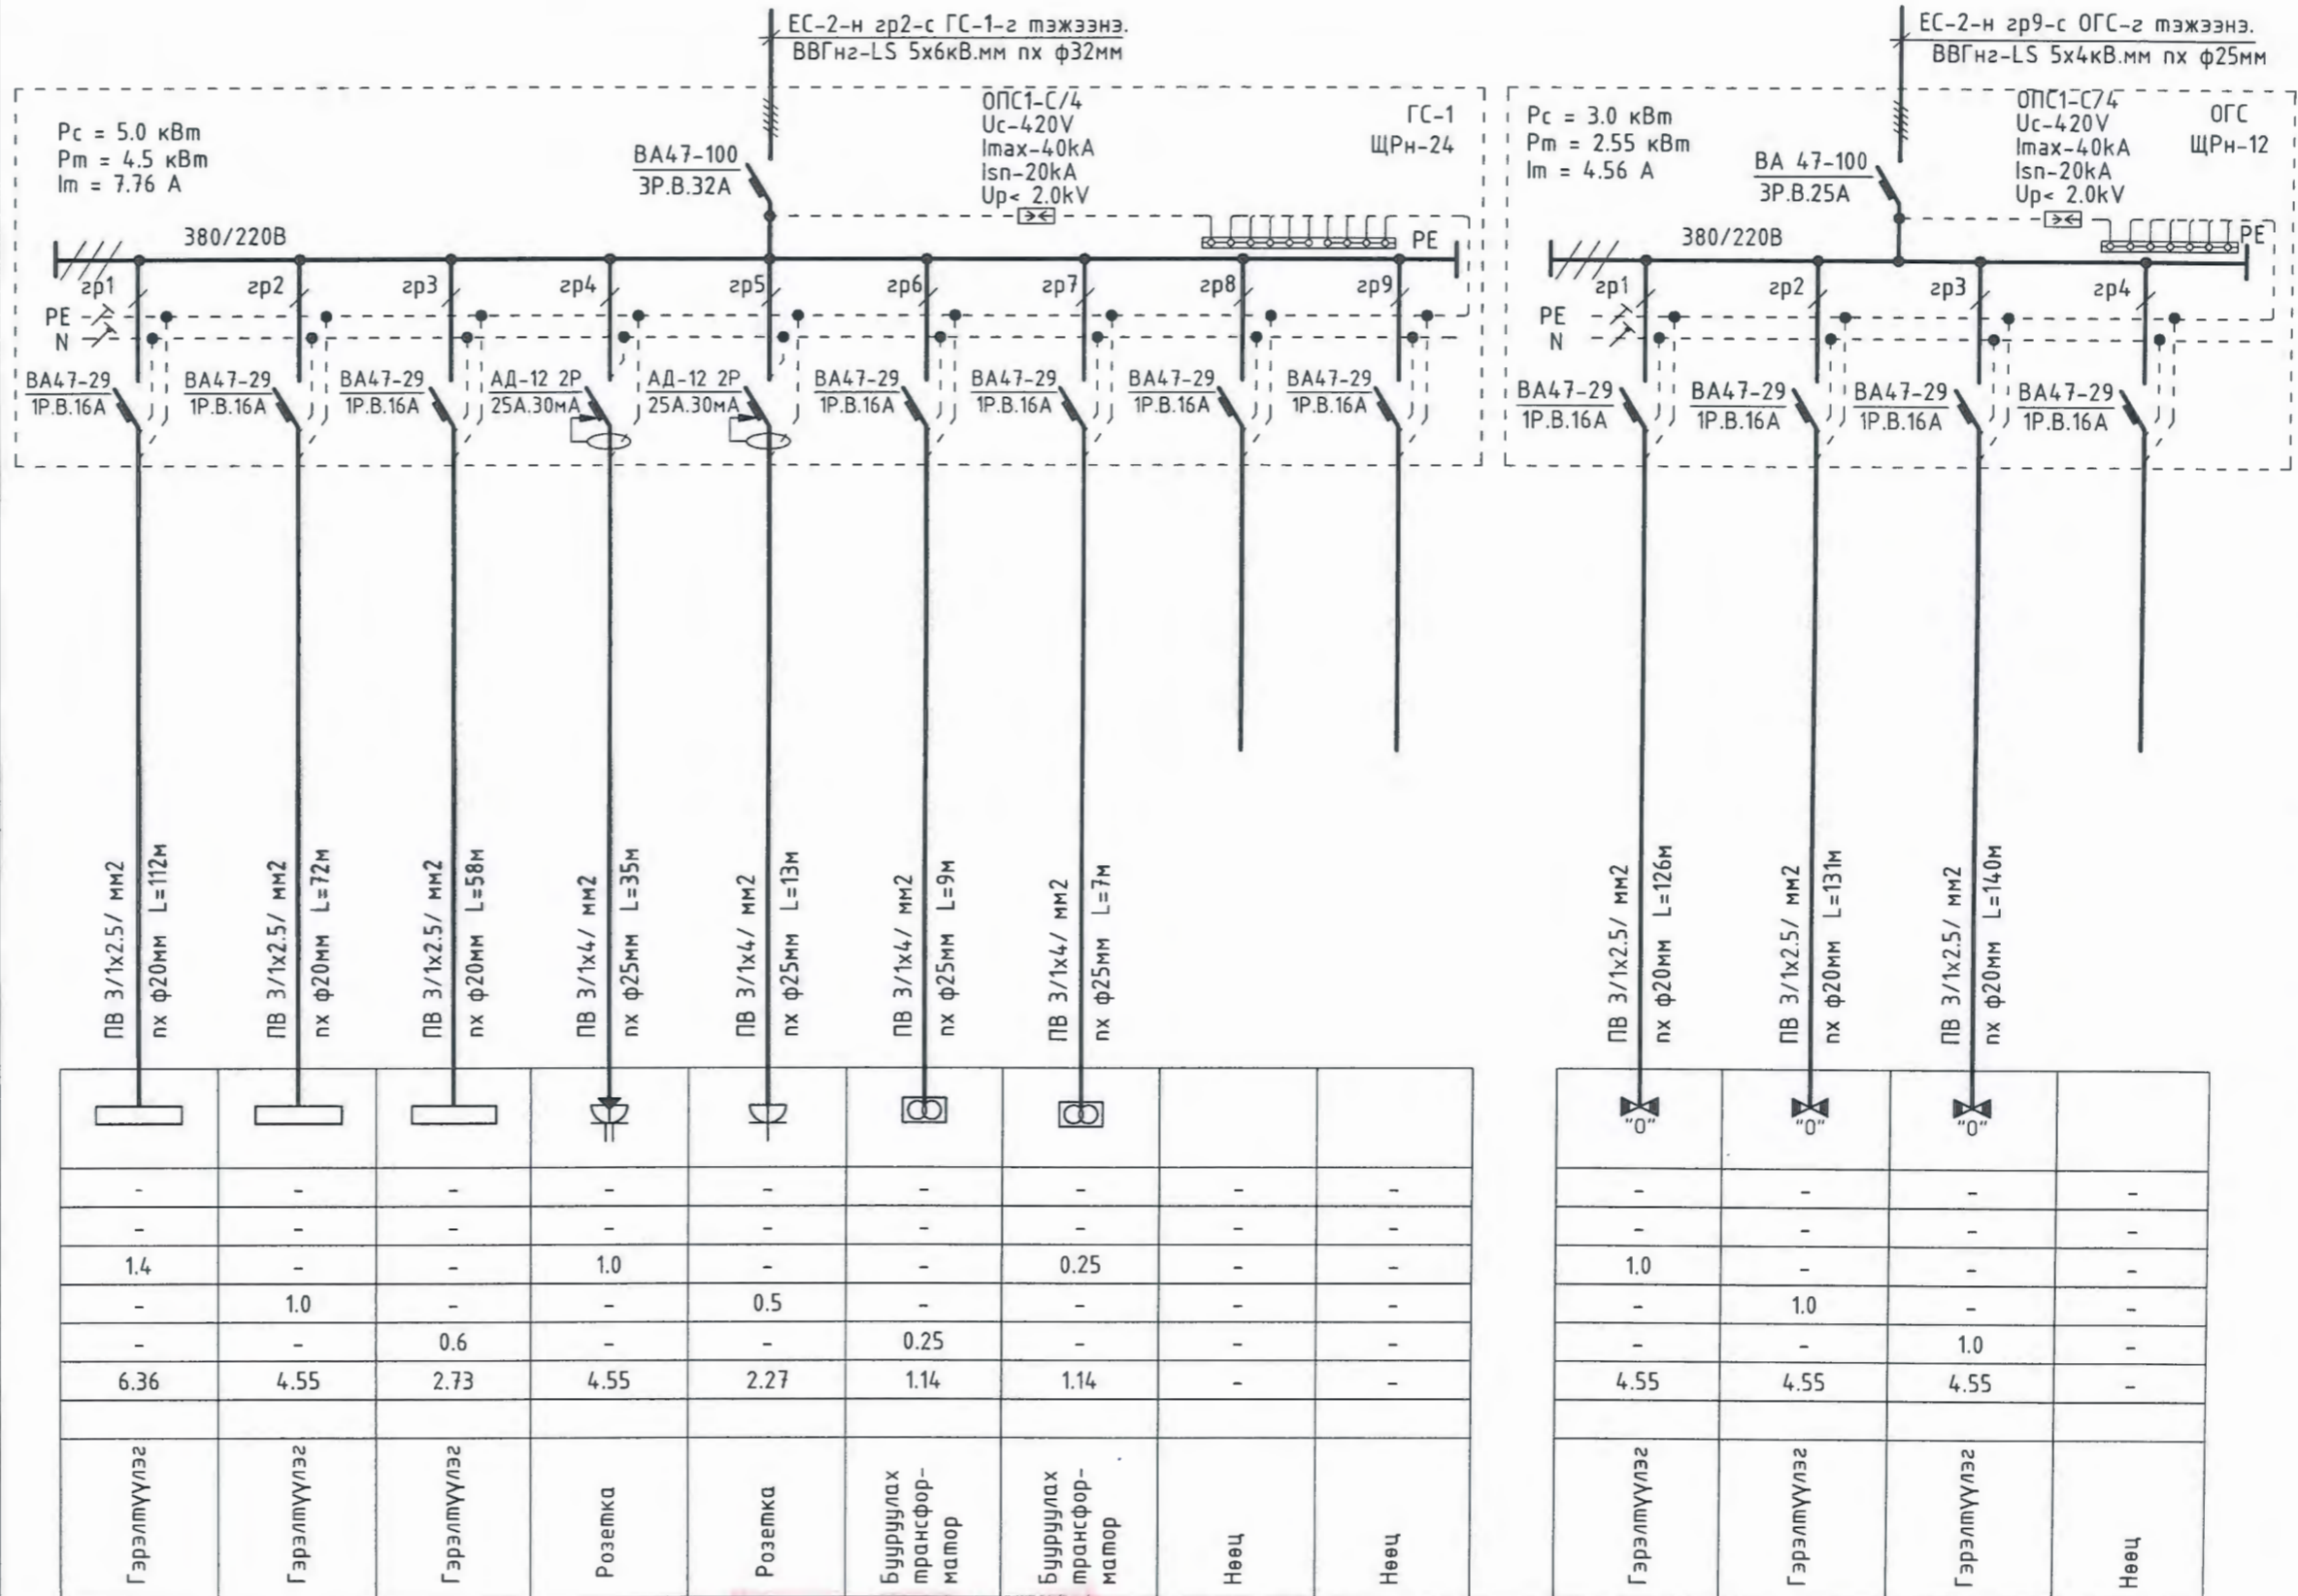 ЕС-2-н гр2-с ГС-1-г тэжээнэ.
ВВГнг-LS 5х6кВ.мм пх ф32мм
Рс = 5.0 кВт
Рт = 4.5 кВт
Iт = 7.76 А
ВА47-100
3Р.В.32А
ОПС1-С/4
Uc-420V
Imax-40kA
Isn-20kA
Up< 2.0kV
ГС-1
ЩРн-24
380/220В
РЕ
гр1
гр2
гр3
гр4
гр5
гр6
гр7
гр8
гр9
РЕ
N
ВА47-29
1Р.В.16А
ВА47-29
1Р.В.16А
ВА47-29
1Р.В.16А
АД-12 2Р
25А.30мА
АД-12 2Р
25А.30мА
ВА47-29
1Р.В.16А
ВА47-29
1Р.В.16А
ВА47-29
1Р.В.16А
ВА47-29
1Р.В.16А
ПВ 3/1х2.5/ мм2
пх ф20мм L=112м
ПВ 3/1х2.5/ мм2
пх ф20мм L=72м
ПВ 3/1х2.5/ мм2
пх ф20мм L=58м
ПВ 3/1х4/ мм2
пх ф25мм L=35м
ПВ 3/1х4/ мм2
пх ф25мм L=13м
ПВ 3/1х4/ мм2
пх ф25мм L=9м
ПВ 3/1х4/ мм2
пх ф25мм L=7м
- - - - - - - - -
- - - - - - - - -
1.4 - - 1.0 - - 0.25 - -
- 1.0 - - 0.5 - - - -
- - 0.6 - - 0.25 - - -
6.36 4.55 2.73 4.55 2.27 1.14 1.14 - -
Гэрэлтүүлэг
Гэрэлтүүлэг
Гэрэлтүүлэг
Розетка
Розетка
Бууруулах
трансфор-
матор
Бууруулах
трансфор-
матор
Нөөц
Нөөц
ЕС-2-н гр9-с ОГС-г тэжээнэ.
ВВГнг-LS 5х4кВ.мм пх ф25мм
Рс = 3.0 кВт
Рт = 2.55 кВт
Iт = 4.56 А
ВА 47-100
3Р.В.25А
ОПС1-С74
Uc-420V
Imax-40kA
Isn-20kA
Up< 2.0kV
ОГС
ЩРн-12
380/220В
РЕ
гр1
гр2
гр3
гр4
РЕ
N
ВА47-29
1Р.В.16А
ВА47-29
1Р.В.16А
ВА47-29
1Р.В.16А
ВА47-29
1Р.В.16А
ПВ 3/1х2.5/ мм2
пх ф20мм L=126м
ПВ 3/1х2.5/ мм2
пх ф20мм L=131м
ПВ 3/1х2.5/ мм2
пх ф20мм L=140м
"О" "О" "О"
- - - -
- - - -
1.0 - - -
- 1.0 - -
- - 1.0 -
4.55 4.55 4.55 -
Гэрэлтүүлэг
Гэрэлтүүлэг
Гэрэлтүүлэг
Нөөц